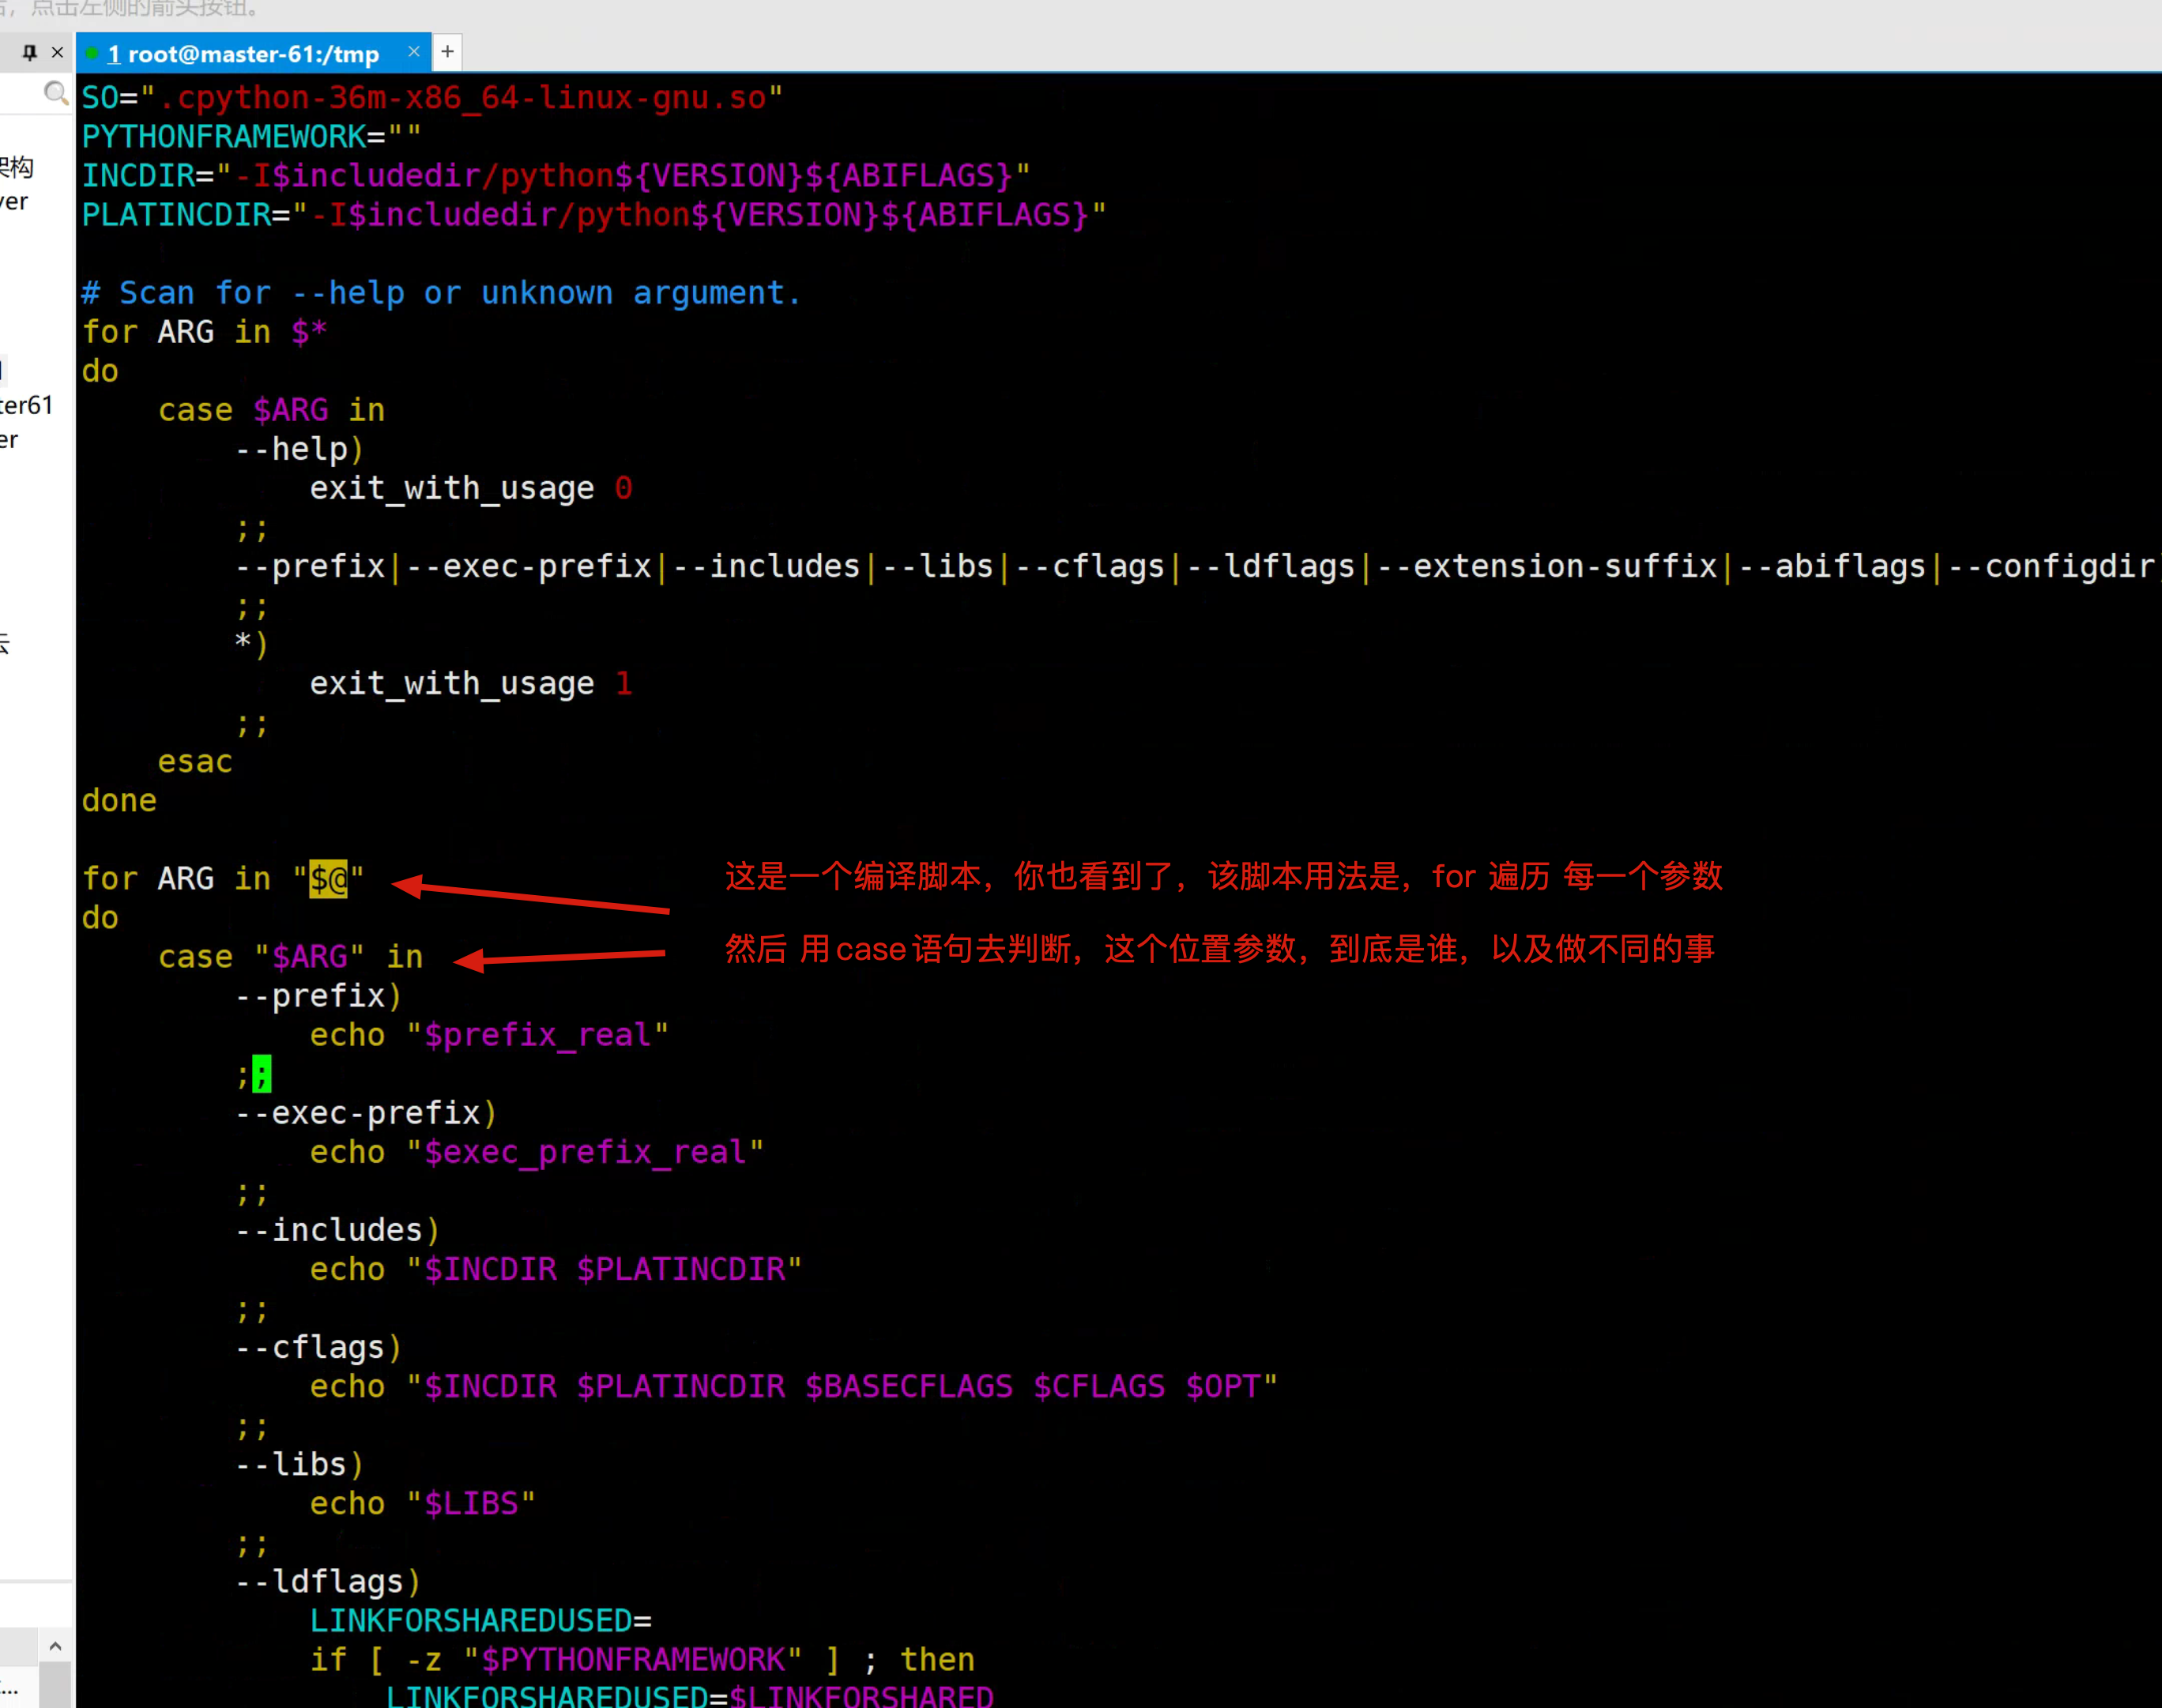 点击左侧的箭头按钮。
1 root@master-61:/tmp
SO=".cpython-36m-x86_64-linux-gnu.so"
PYTHONFRAMEWORK=""
INCDIR="-I$includedir/python${VERSION}${ABIFLAGS}"
PLATINCDIR="-I$includedir/python${VERSION}${ABIFLAGS}"
# Scan for --help or unknown argument.
for ARG in $*
do
case $ARG in
--help)
exit_with_usage 0
;;
--prefix|--exec-prefix|--includes|--libs|--cflags|--ldflags|--extension-suffix|--abiflags|--configdir
;;
*)
exit_with_usage 1
;;
esac
done
for ARG in "$@"
do
case "$ARG" in
--prefix)
echo "$prefix_real"
;;
--exec-prefix)
echo "$exec_prefix_real"
;;
--includes)
echo "$INCDIR $PLATINCDIR"
;;
--cflags)
echo "$INCDIR $PLATINCDIR $BASECFLAGS $CFLAGS $OPT"
;;
--libs)
echo "$LIBS"
;;
--ldflags)
LINKFORSHAREDUSED=
if [ -z "$PYTHONFRAMEWORK" ] ; then
LINKFORSHAREDUSED=$LINKFORSHARED
这是一个编译脚本，你也看到了，该脚本用法是，for 遍历 每一个参数
然后 用case语句去判断，这个位置参数，到底是谁，以及做不同的事
构
ter61